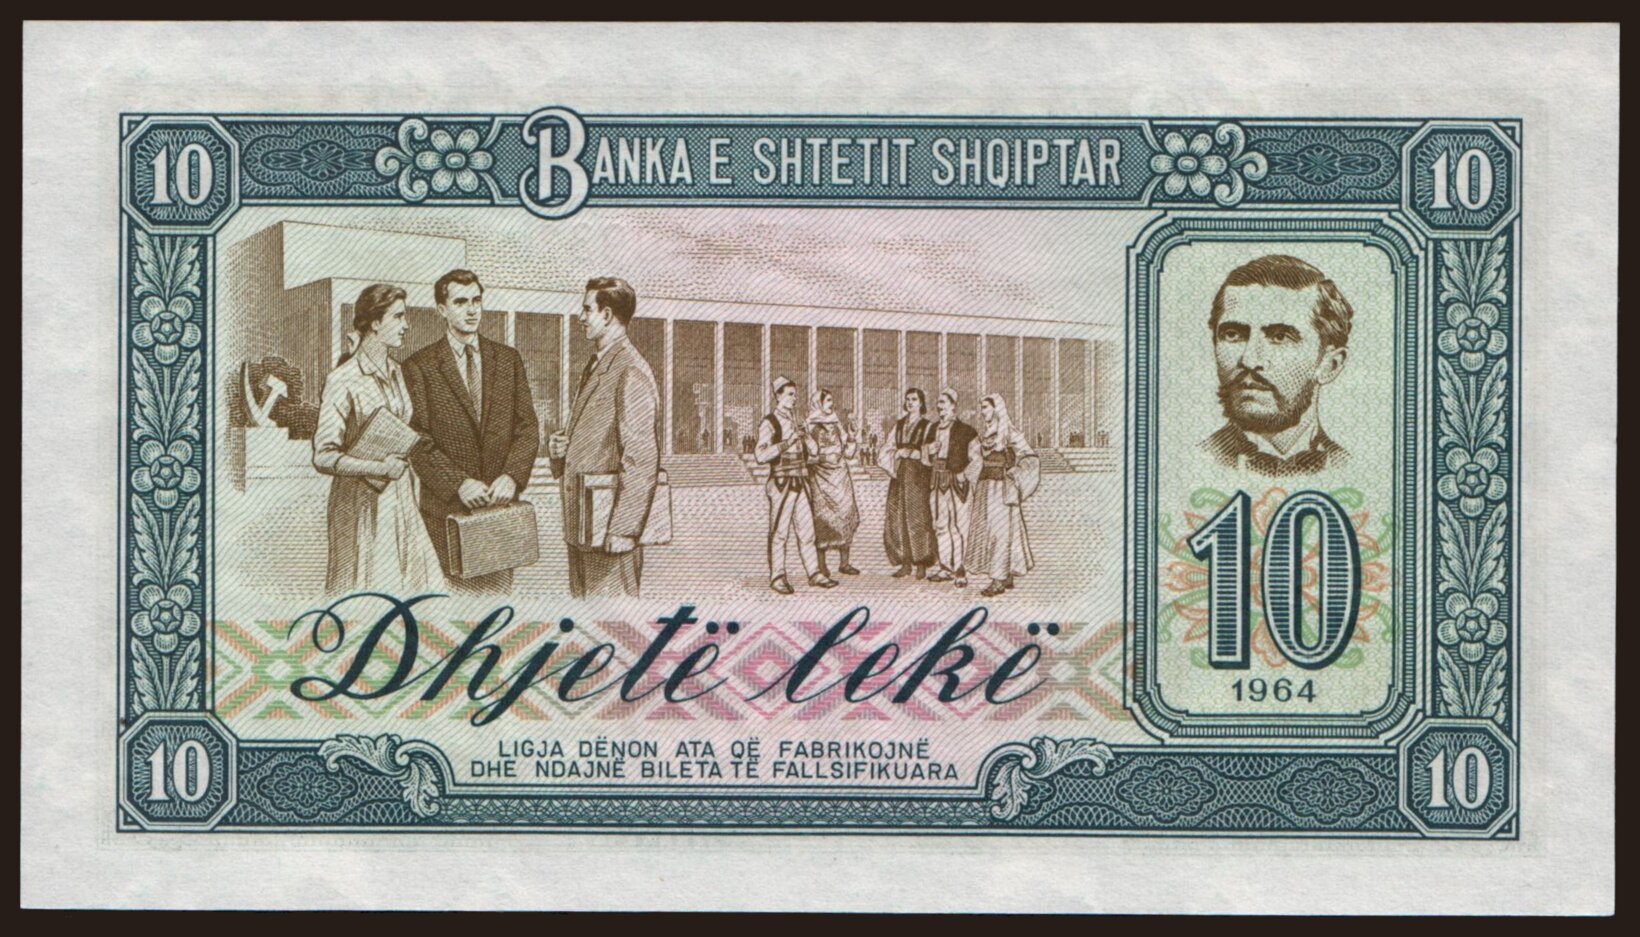 10 BANKA E SHTETIT SHQIPTAR 10
10
1964
Dhjetë lekë
LIGJA DËNON ATA QË FABRIKOJNË
DHE NDAJNË BILETA TË FALLSIFIKUARA
10 10